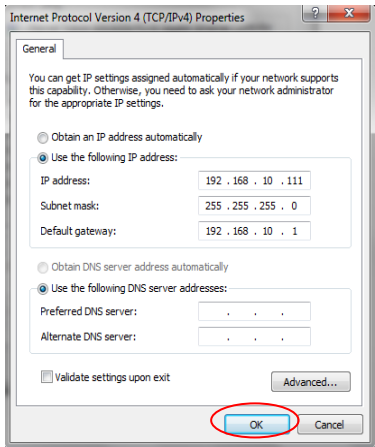 Internet Protocol Version 4 (TCP/IPv4) Properties
General
You can get IP settings assigned automatically if your network supports
this capability. Otherwise, you need to ask your network administrator
for the appropriate IP settings.
Obtain an IP address automatically
Use the following IP address:
IP address: 192 . 168 . 10 . 111
Subnet mask: 255 . 255 . 255 . 0
Default gateway: 192 . 168 . 10 . 1
Obtain DNS server address automatically
Use the following DNS server addresses:
Preferred DNS server: . . .
Alternate DNS server: . . .
Validate settings upon exit
Advanced...
OK Cancel